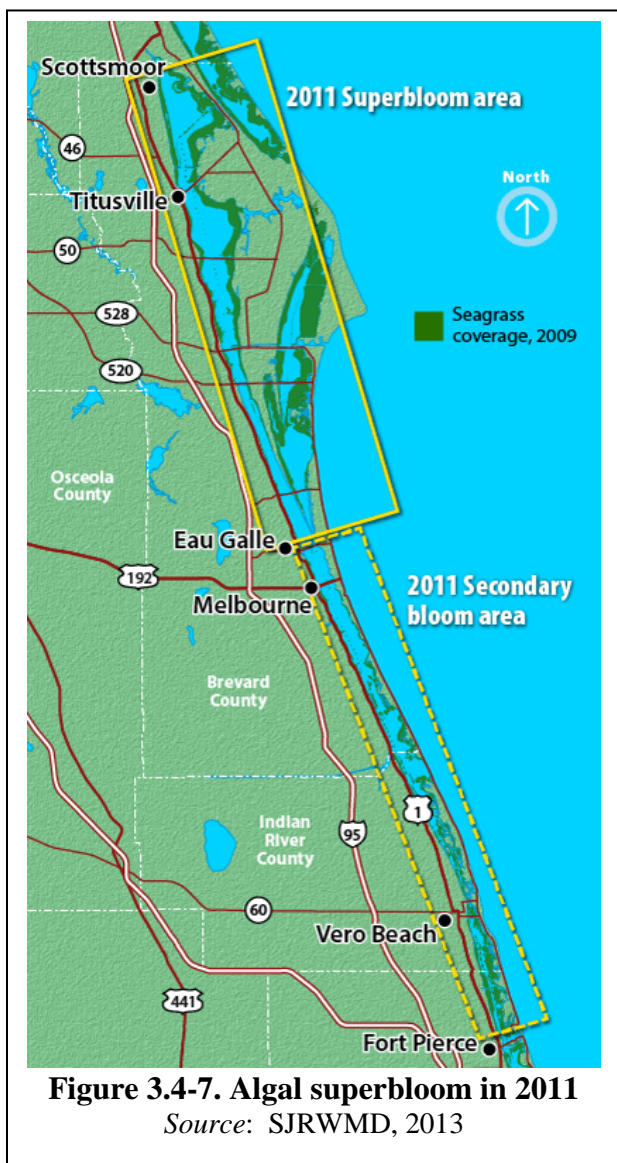 Scottsmoor
2011 Superbloom area
46
North
Titusville
50
528
Seagrass
coverage, 2009
520
Osceola
County
Eau Galle
192
Melbourne
2011 Secondary
bloom area
Brevard
County
1
Indian
River
County
95
60
Vero Beach
441
Fort Pierce
Figure 3.4-7. Algal superbloom in 2011
Source: SJRWMD, 2013